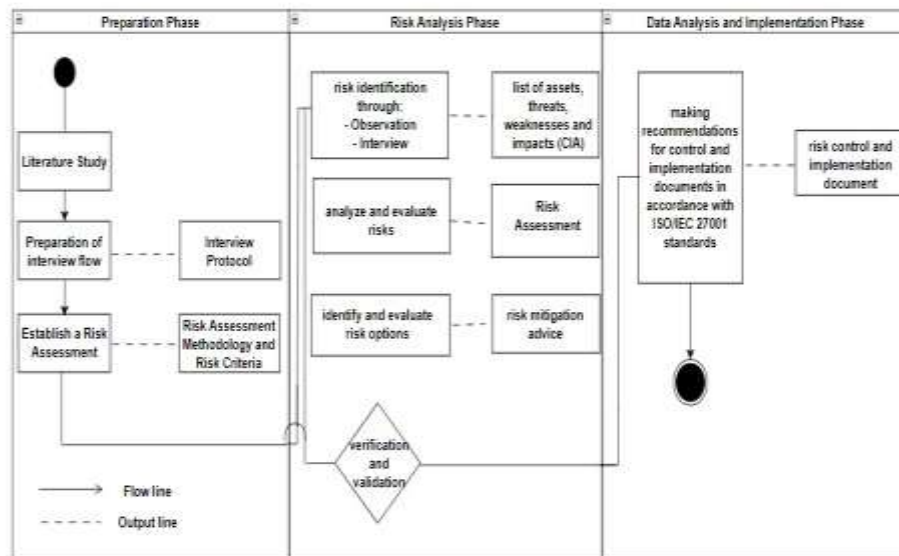 Preparation Phase
Literature Study
Preparation of
interview flow
Interview
Protocol
Establish a Risk
Assessment
Risk Assessment
Methodology and
Risk Criteria
Flow line
Output line
Risk Analysis Phase
risk identification
through:
- Observation
- Interview
list of assets,
threats,
weaknesses and
impacts (CIA)
analyze and evaluate
risks
Risk
Assessment
identify and evaluate
risk options
risk mitigation
advice
verification
and
validation
Data Analysis and Implementation Phase
making
recommendations
for control and
implementation
documents in
accordance with
ISO/IEC 27001
standards
risk control and
implementation
document